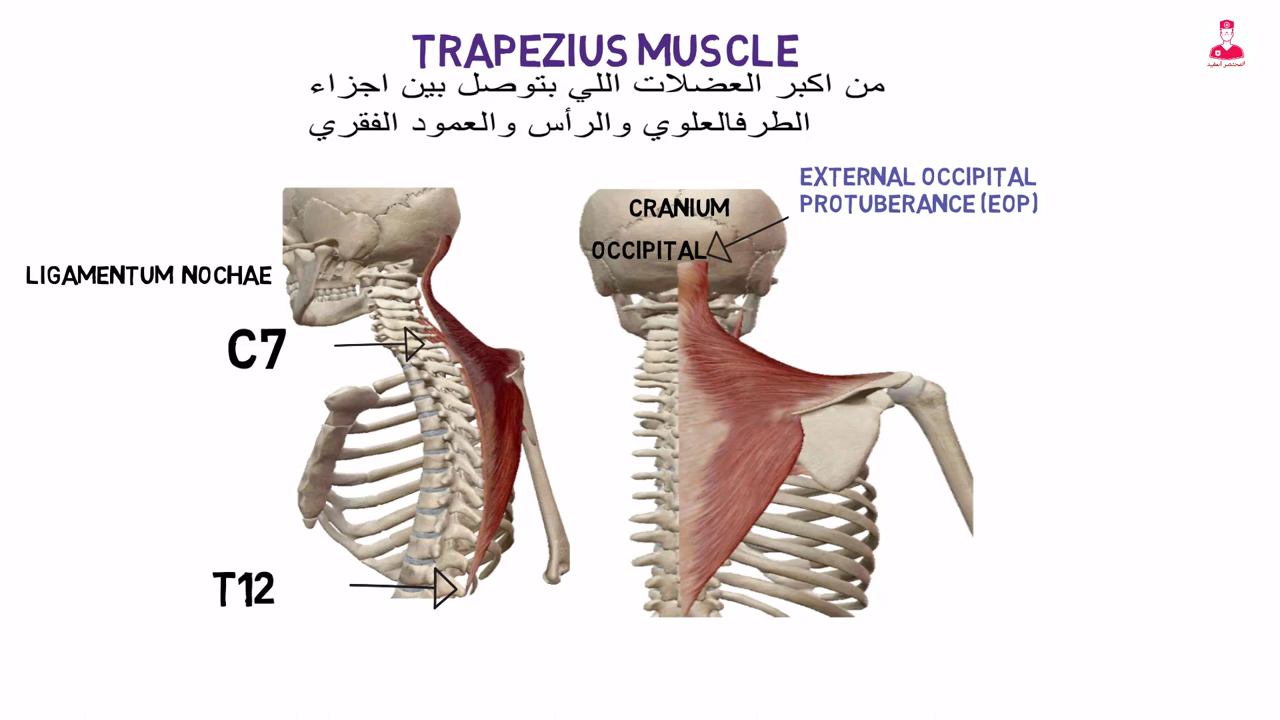 TRAPEZIUS MUSCLE
من اكبر العضلات اللي بتوصل بين اجزاء
الطرفالعلوي والرأس والعمود الفقري
EXTERNAL OCCIPITAL
PROTUBERANCE (EOP)
CRANIUM
OCCIPITAL
LIGAMENTUM NOCHAE
C7
T12